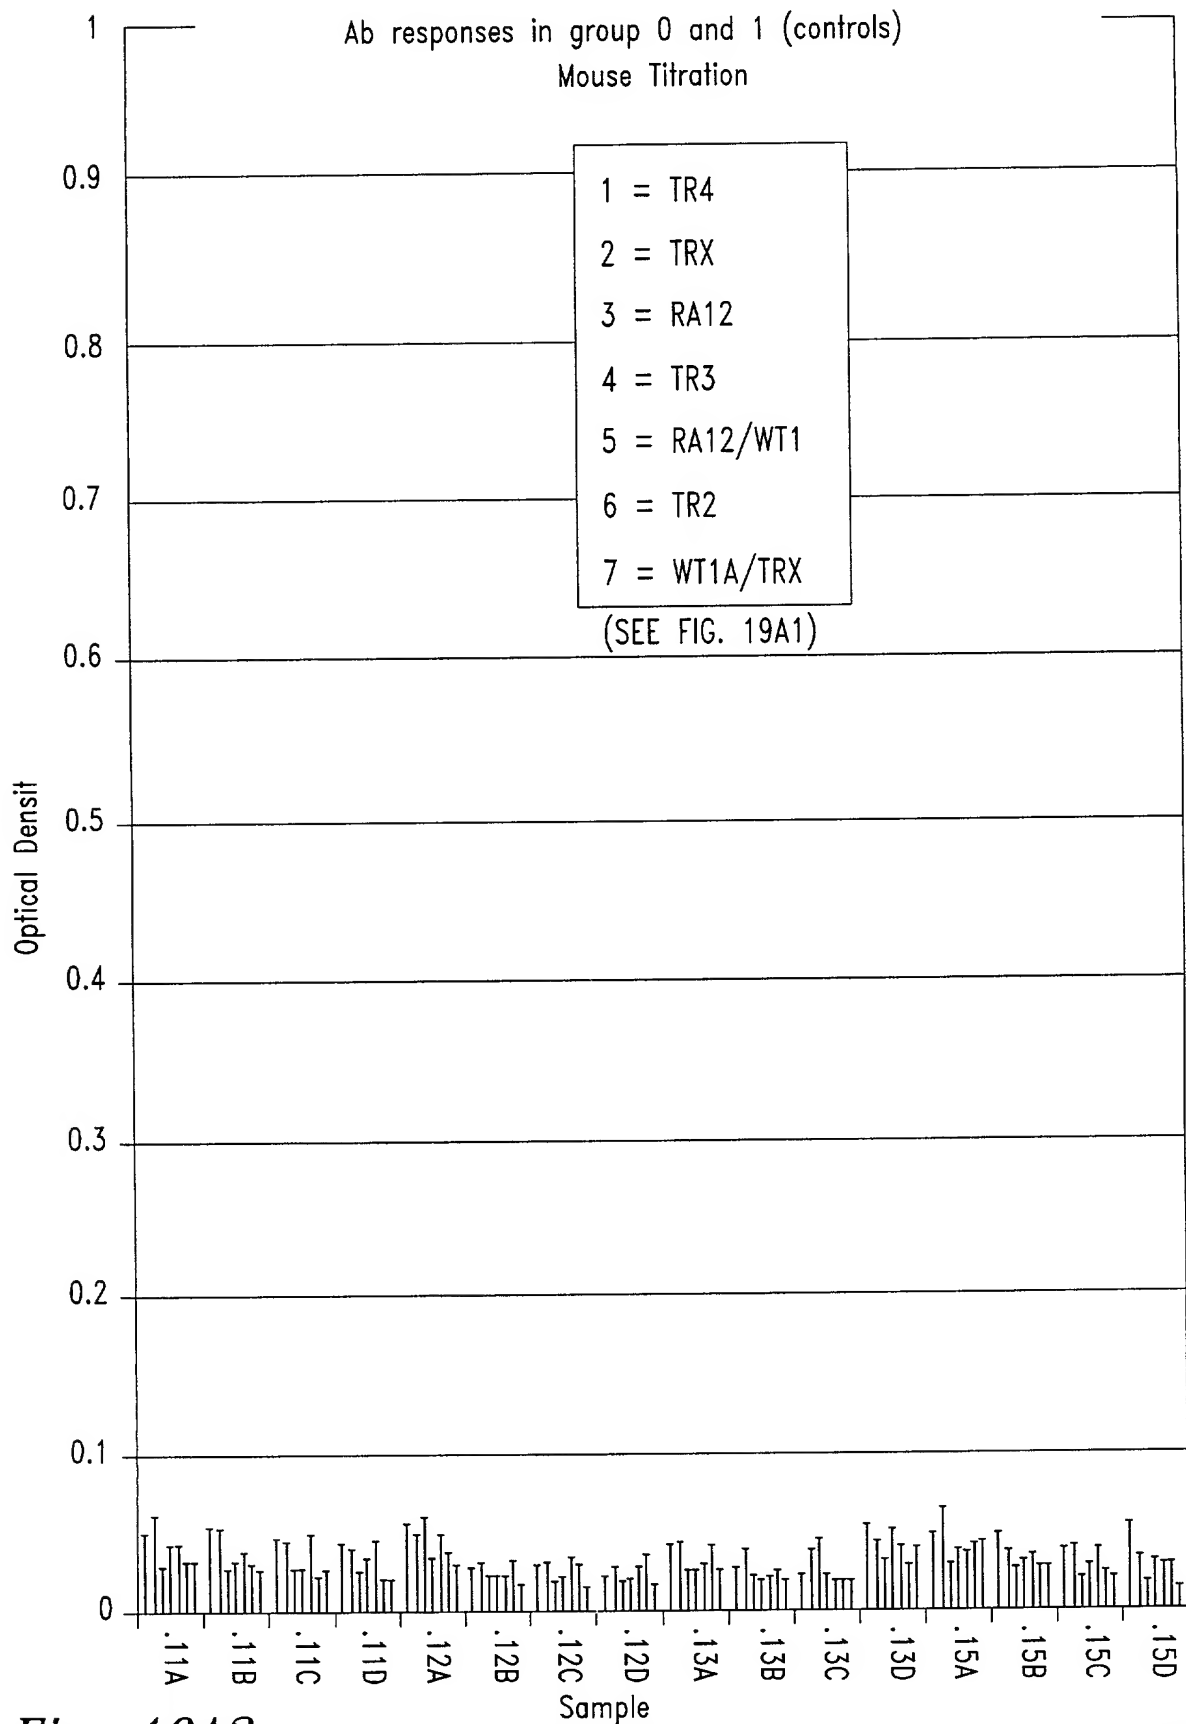 Ab responses in group 0 and 1 (controls)
Mouse Titration
1
0.9
0.8
0.7
0.6
0.5
0.4
0.3
0.2
0.1
0
Optical Densit
1 = TR4
2 = TRX
3 = RA12
4 = TR3
5 = RA12/WT1
6 = TR2
7 = WT1A/TRX
(SEE FIG. 19A1)
.11A .11B .11C .11D .12A .12B .12C .12D .13A .13B .13C .13D .15A .15B .15C .15D
Sample